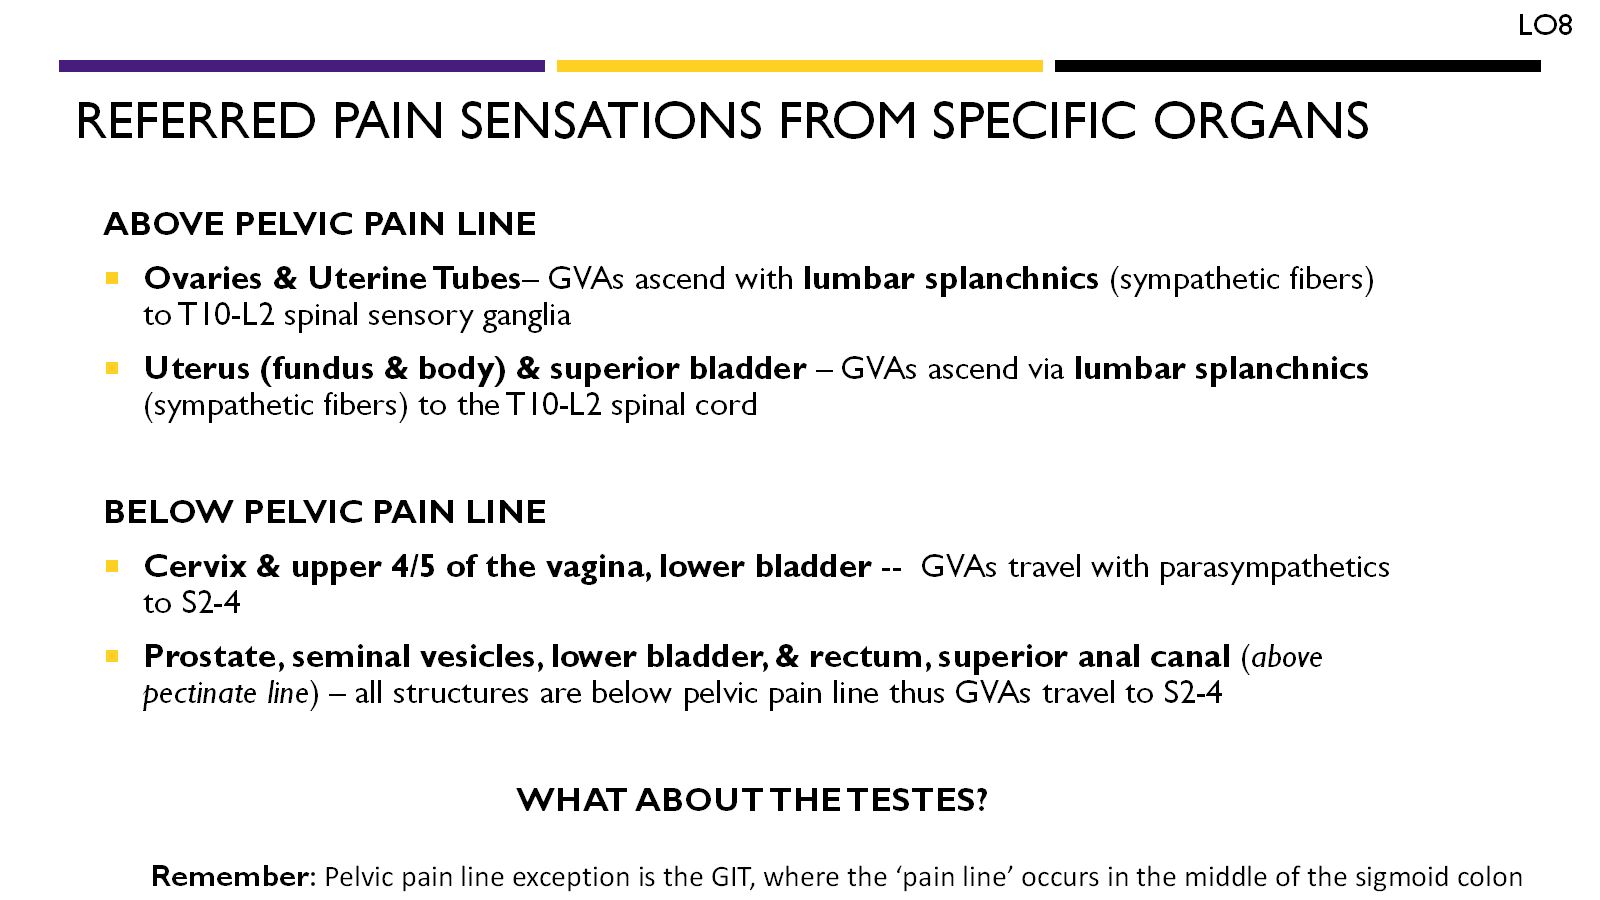 LO8
REFERRED PAIN SENSATIONS FROM SPECIFIC ORGANS
ABOVE PELVIC PAIN LINE
Ovaries & Uterine Tubes– GVAs ascend with lumbar splanchnics (sympathetic fibers)
to T10-L2 spinal sensory ganglia
Uterus (fundus & body) & superior bladder – GVAs ascend via lumbar splanchnics
(sympathetic fibers) to the T10-L2 spinal cord
BELOW PELVIC PAIN LINE
Cervix & upper 4/5 of the vagina, lower bladder -- GVAs travel with parasympathetics
to S2-4
Prostate, seminal vesicles, lower bladder, & rectum, superior anal canal (above
pectinate line) – all structures are below pelvic pain line thus GVAs travel to S2-4
WHAT ABOUT THE TESTES?
Remember: Pelvic pain line exception is the GIT, where the ‘pain line’ occurs in the middle of the sigmoid colon